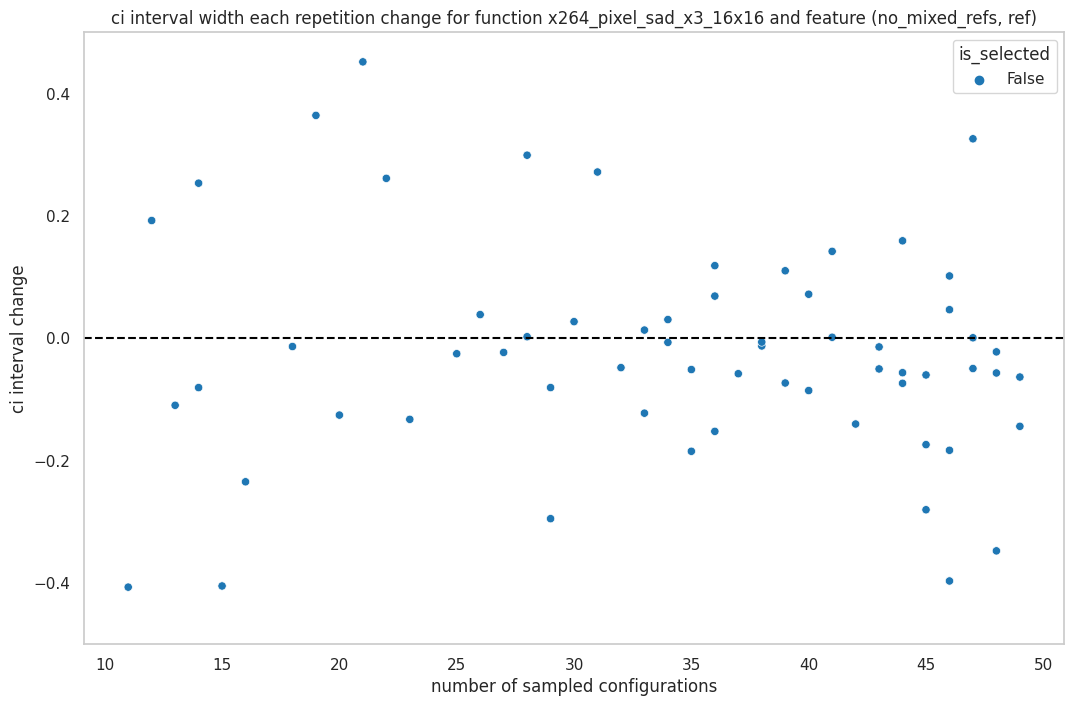 ci interval width each repetition change for function x264_pixel_sad_x3_16x16 and feature (no_mixed_refs, ref)
is_selected
False
ci interval change
0.4
0.2
0.0
−0.2
−0.4
10 15 20 25 30 35 40 45 50
number of sampled configurations